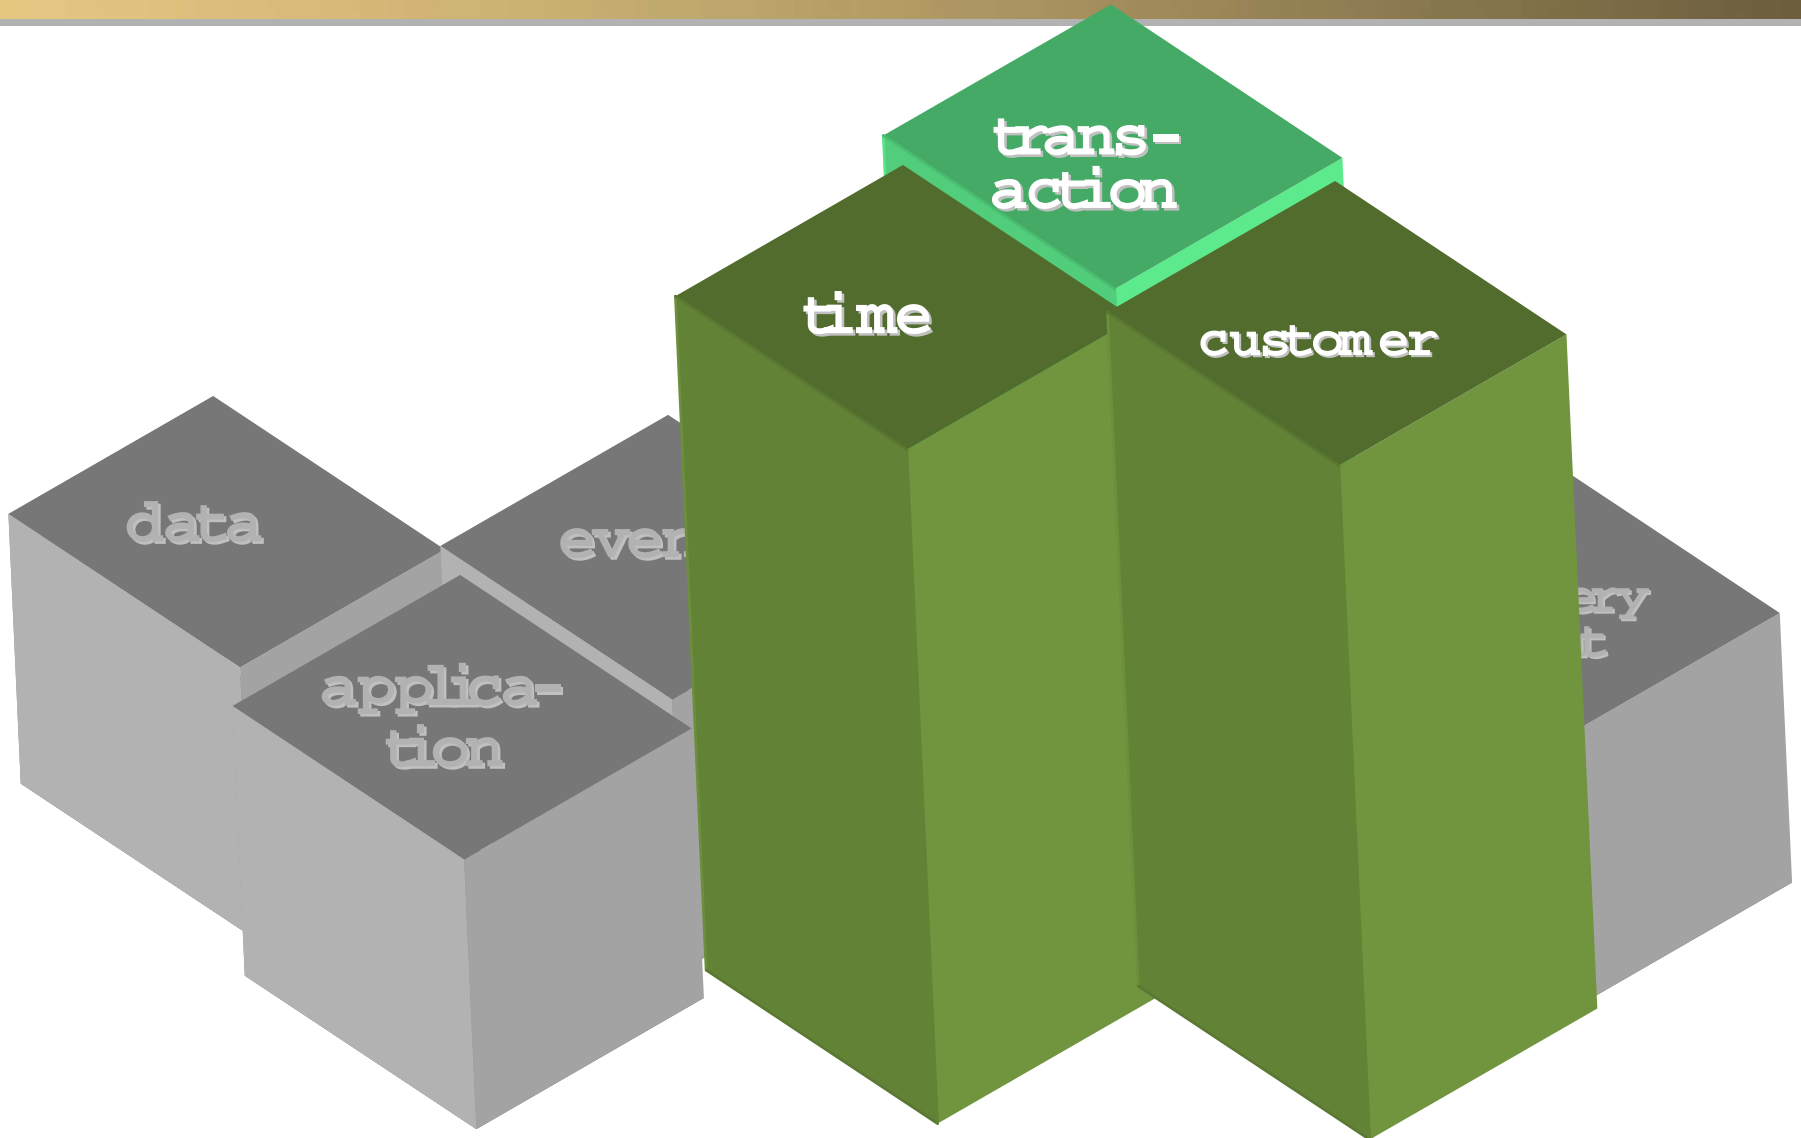 trans-
action
time
customer
data
applica-
tion